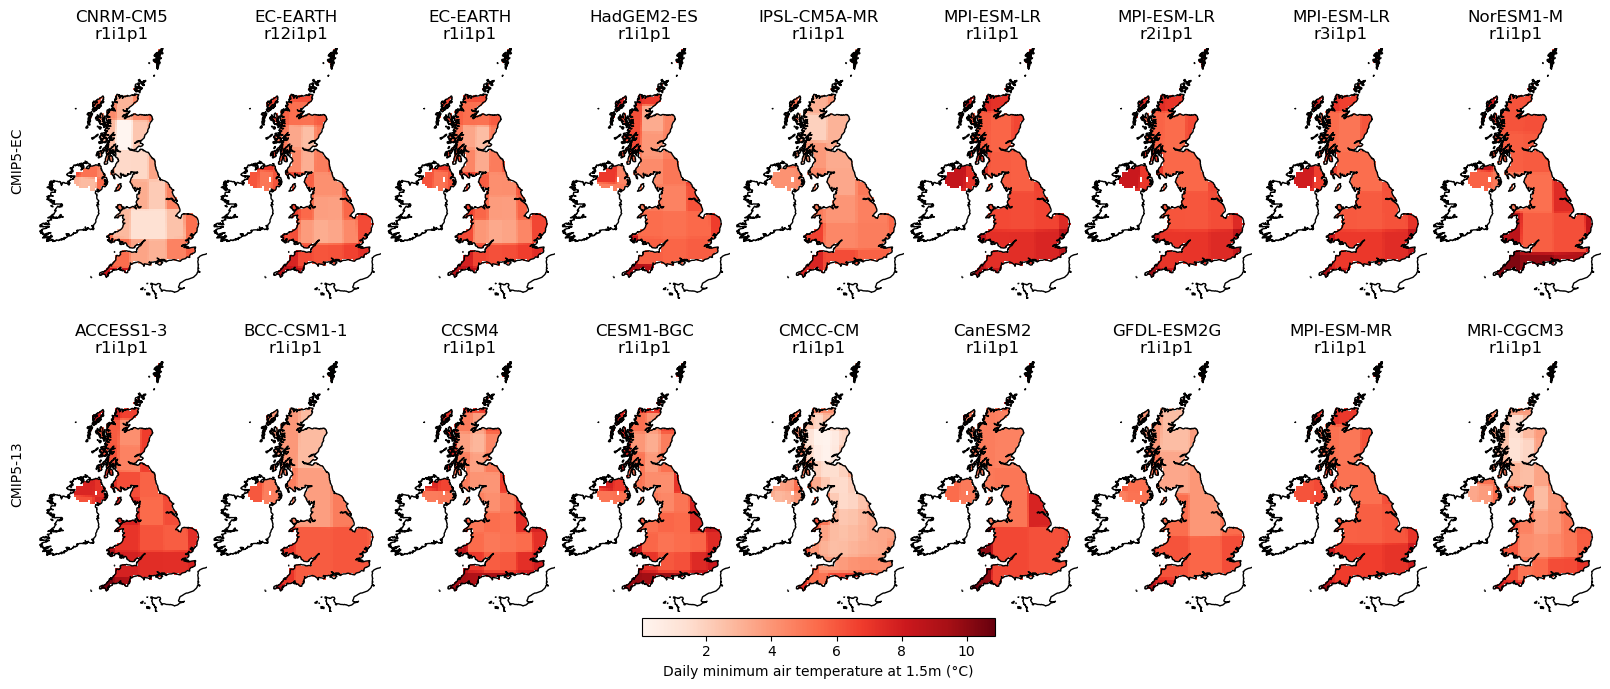 CNRM-CM5 EC-EARTH EC-EARTH HadGEM2-ES IPSL-CM5A-MR MPI-ESM-LR MPI-ESM-LR MPI-ESM-LR NorESM1-M
r1i1p1 r12i1p1 r1i1p1 r1i1p1 r1i1p1 r1i1p1 r2i1p1 r3i1p1 r1i1p1
CMIP5-EC
ACCESS1-3 BCC-CSM1-1 CCSM4 CESM1-BGC CMCC-CM CanESM2 GFDL-ESM2G MPI-ESM-MR MRI-CGCM3
r1i1p1 r1i1p1 r1i1p1 r1i1p1 r1i1p1 r1i1p1 r1i1p1 r1i1p1 r1i1p1
CMIP5-13
2 4 6 8 10
Daily minimum air temperature at 1.5m (°C)